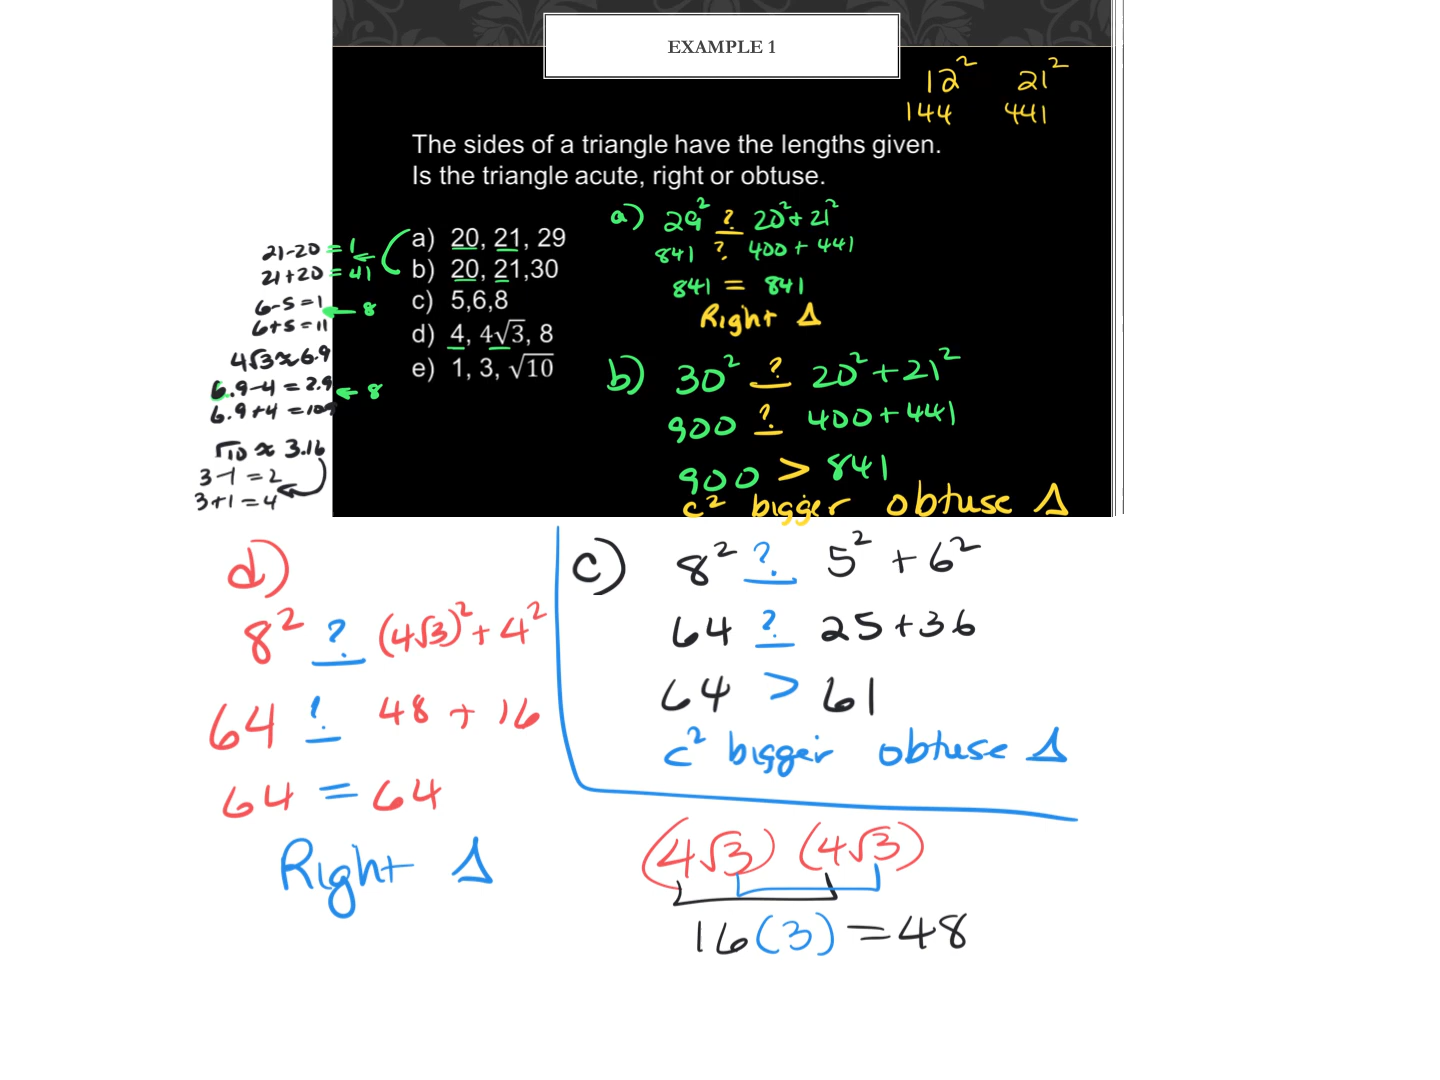 EXAMPLE 1
12² 21²
144 441
The sides of a triangle have the lengths given.
Is the triangle acute, right or obtuse.
a) 20, 21, 29
b) 20, 21,30
c) 5,6,8
d) 4, 4√3, 8
e) 1, 3, √10
21-20 = 1
21+20 = 41
6-5 = 1 ← 8
6+5 = 11
4√3 ≈ 6.9
6.9-4 = 2.9 ← 8
6.9+4 = 10.9
√10 ≈ 3.16
3-1 = 2
3+1 = 4
a) 29² ? 20² + 21²
841 ? 400 + 441
841 = 841
Right Δ
b) 30² ? 20² + 21²
900 ? 400 + 441
900 > 841
c² bigger obtuse Δ
c) 8² ? 5² + 6²
64 ? 25 + 36
64 > 61
c² bigger obtuse Δ
d)
8² ? (4√3)² + 4²
64 ? 48 + 16
64 = 64
Right Δ
(4√3) (4√3)
16(3) = 48